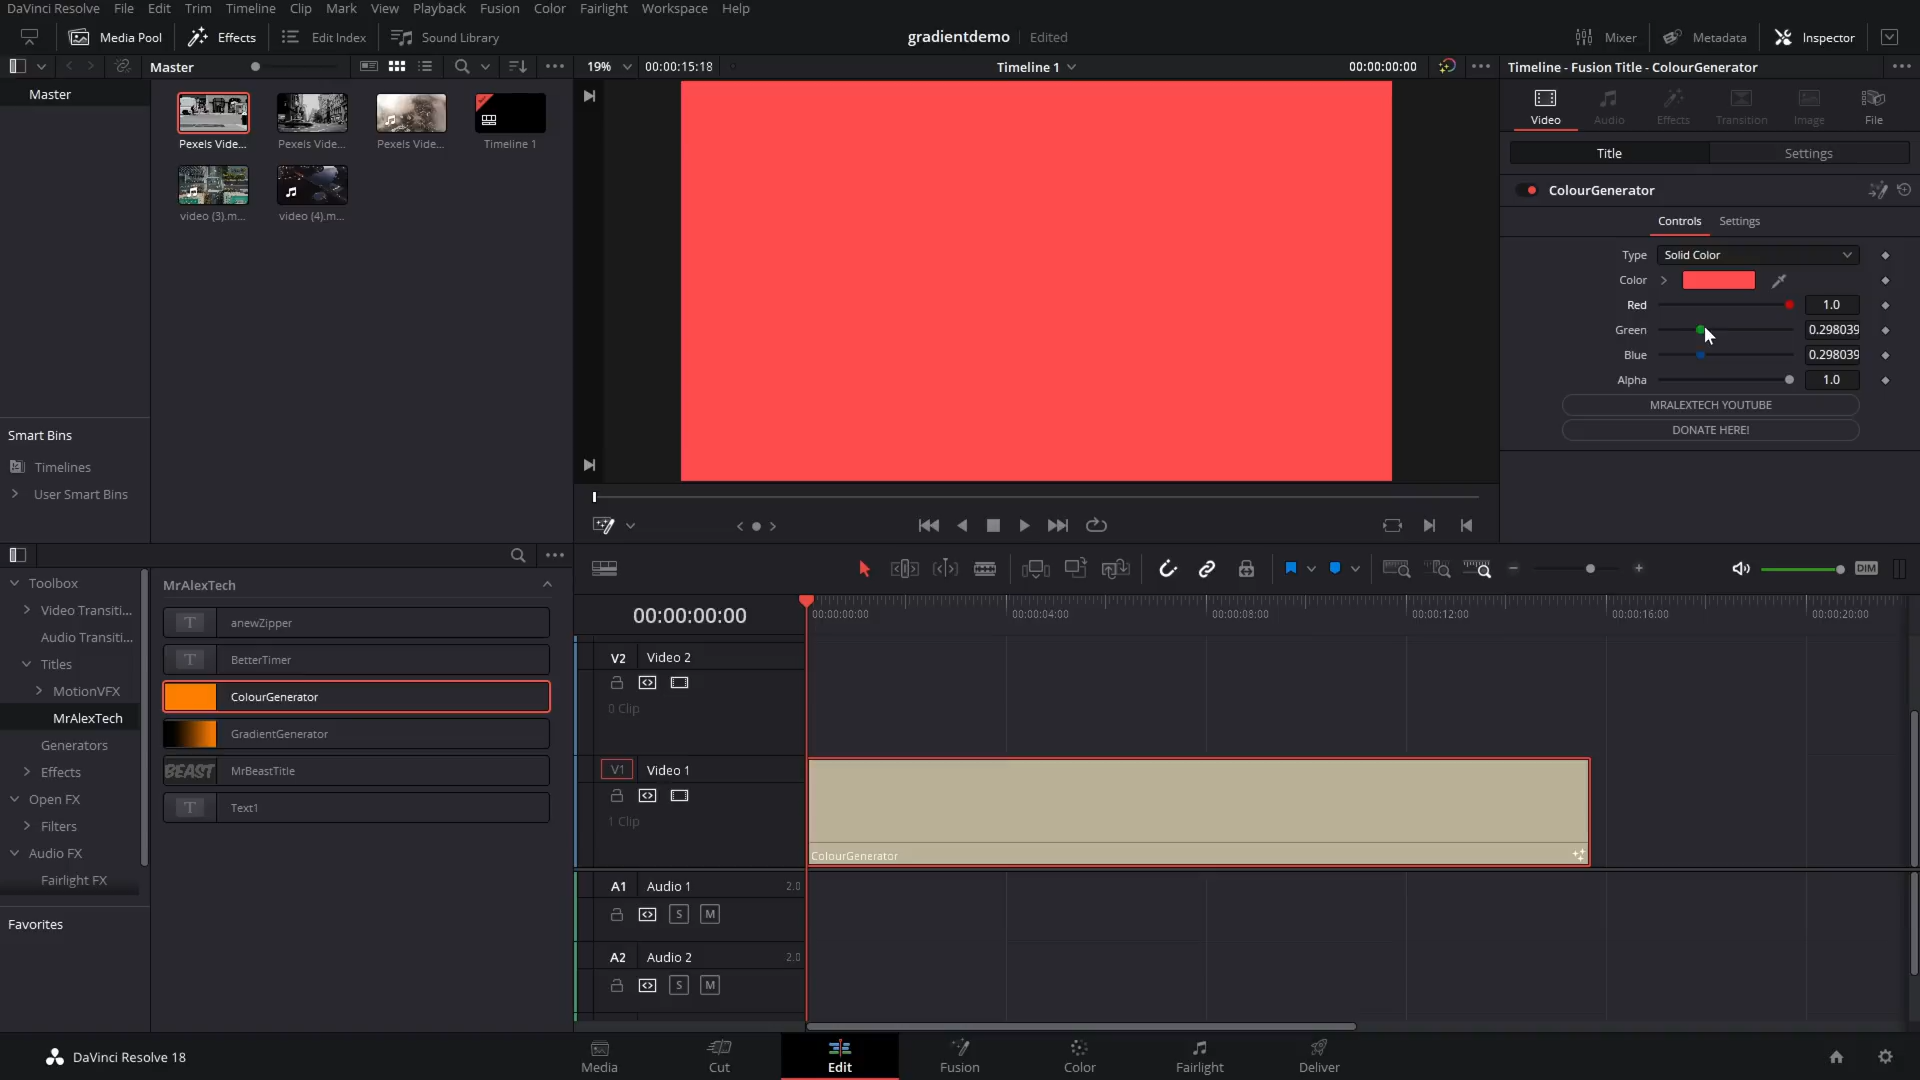 DaVinci Resolve File Edit Trim Timeline Clip Mark View Playback Fusion Color Fairlight Workspace Help
Media Pool Effects Edit Index Sound Library gradientdemo Edited Mixer Metadata Inspector
Master 19% 00:00:15:18 Timeline 1 00:00:00:00 Timeline - Fusion Title - ColourGenerator
Master
Pexels Vide... Pexels Vide... Pexels Vide... Timeline 1
video (3).m... video (4).m...
Smart Bins
Timelines
User Smart Bins
Video Audio Effects Transition Image File
Title Settings
ColourGenerator
Controls Settings
Type Solid Color
Color
Red 1.0
Green 0.298039
Blue 0.298039
Alpha 1.0
MRALEXTECH YOUTUBE
DONATE HERE!
Toolbox
Video Transiti...
Audio Transiti...
Titles
MotionVFX
MrAlexTech
Generators
Effects
Open FX
Filters
Audio FX
Fairlight FX
Favorites
MrAlexTech
T anewZipper
T BetterTimer
ColourGenerator
GradientGenerator
BEAST MrBeastTitle
T Text1
DIM
00:00:00:00 00:00:00:00 00:00:04:00 00:00:08:00 00:00:12:00 00:00:16:00 00:00:20:00
V2 Video 2
0 Clip
V1 Video 1
1 Clip
ColourGenerator
A1 Audio 1 2.0
S M
A2 Audio 2 2.0
S M
DaVinci Resolve 18 Media Cut Edit Fusion Color Fairlight Deliver